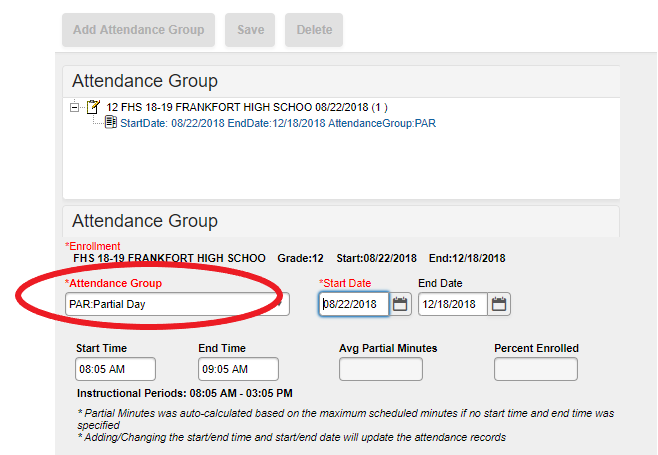 Add Attendance Group Save Delete
Attendance Group
12 FHS 18-19 FRANKFORT HIGH SCHOO 08/22/2018 (1 )
StartDate: 08/22/2018 EndDate:12/18/2018 AttendanceGroup:PAR
Attendance Group
*Enrollment
FHS 18-19 FRANKFORT HIGH SCHOO Grade:12 Start:08/22/2018 End:12/18/2018
*Attendance Group *Start Date End Date
PAR:Partial Day 08/22/2018 12/18/2018
Start Time End Time Avg Partial Minutes Percent Enrolled
08:05 AM 09:05 AM
Instructional Periods: 08:05 AM - 03:05 PM
* Partial Minutes was auto-calculated based on the maximum scheduled minutes if no start time and end time was
specified
* Adding/Changing the start/end time and start/end date will update the attendance records